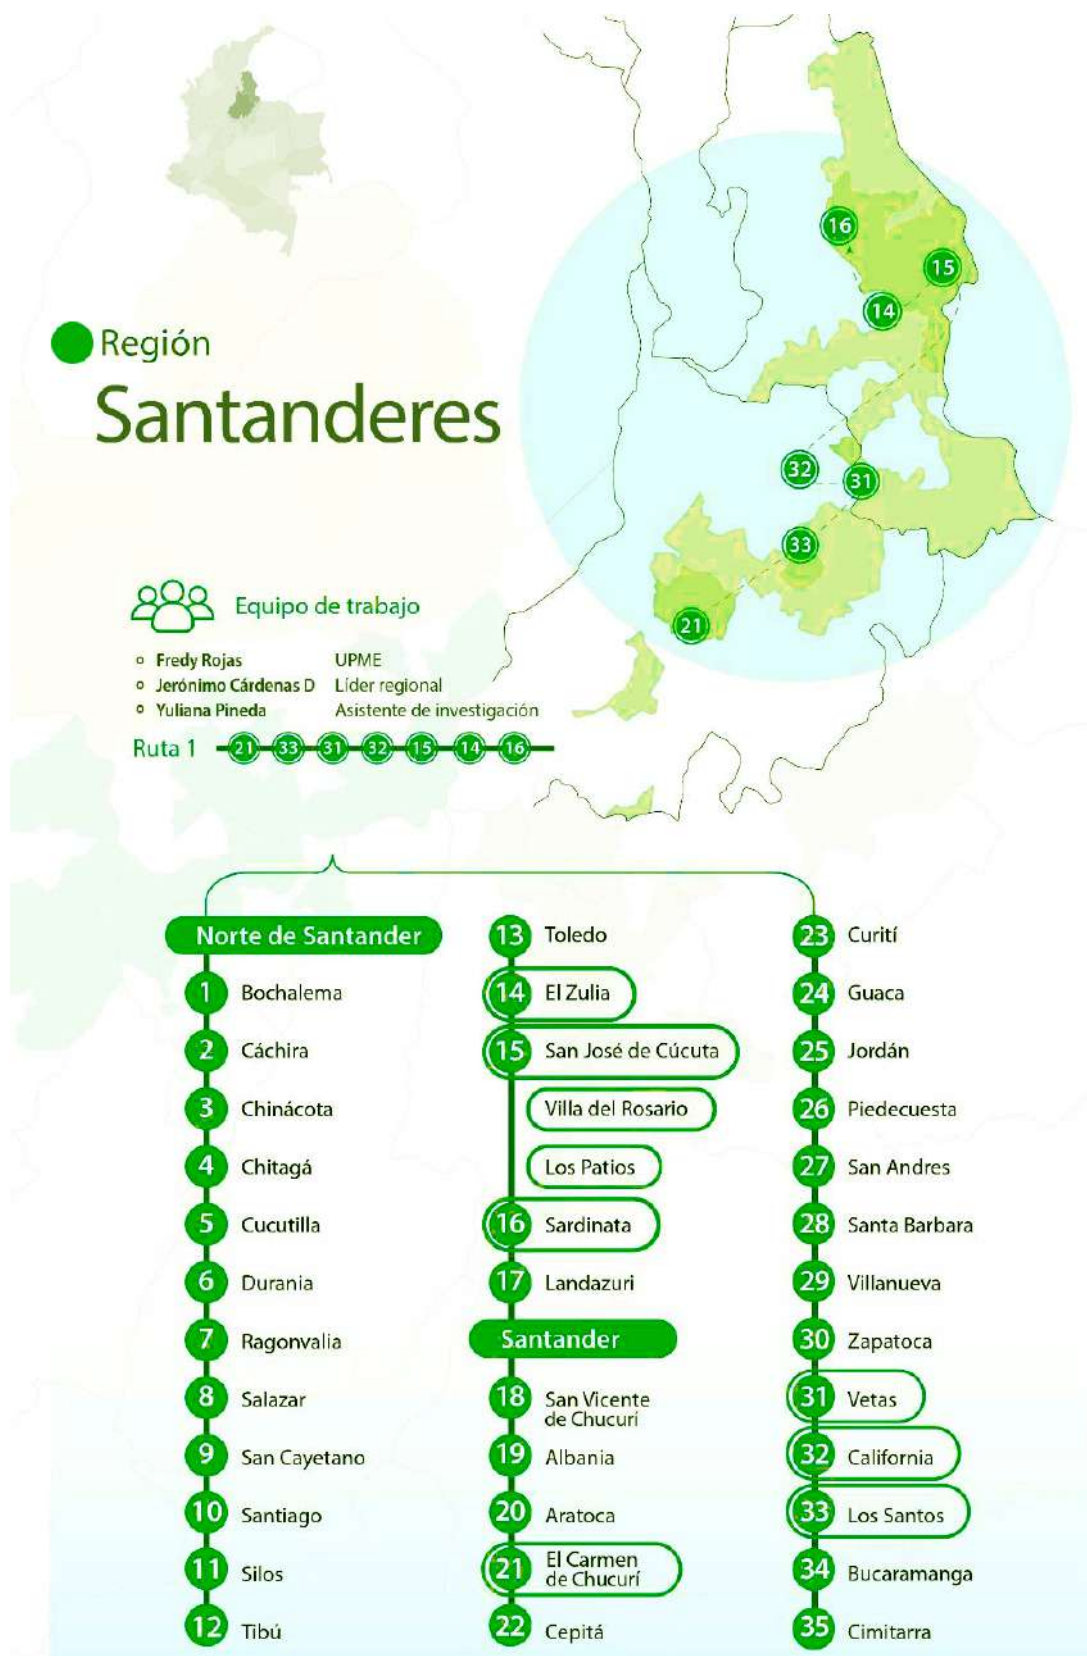 16
15
14
32
31
33
21
Región
Santanderes
Equipo de trabajo
Fredy Rojas UPME
Jerónimo Cárdenas D Líder regional
Yuliana Pineda Asistente de investigación
Ruta 1 21 33 31 32 15 14 16
Norte de Santander
1 Bochalema
2 Cáchira
3 Chinácota
4 Chitagá
5 Cucutilla
6 Durania
7 Ragonvalia
8 Salazar
9 San Cayetano
10 Santiago
11 Silos
12 Tibú
13 Toledo
14 El Zulia
15 San José de Cúcuta
Villa del Rosario
Los Patios
16 Sardinata
17 Landazuri
Santander
18 San Vicente
de Chucurí
19 Albania
20 Aratoca
21 El Carmen
de Chucurí
22 Cepitá
23 Curití
24 Guaca
25 Jordán
26 Piedecuesta
27 San Andres
28 Santa Barbara
29 Villanueva
30 Zapatoca
31 Vetas
32 California
33 Los Santos
34 Bucaramanga
35 Cimitarra